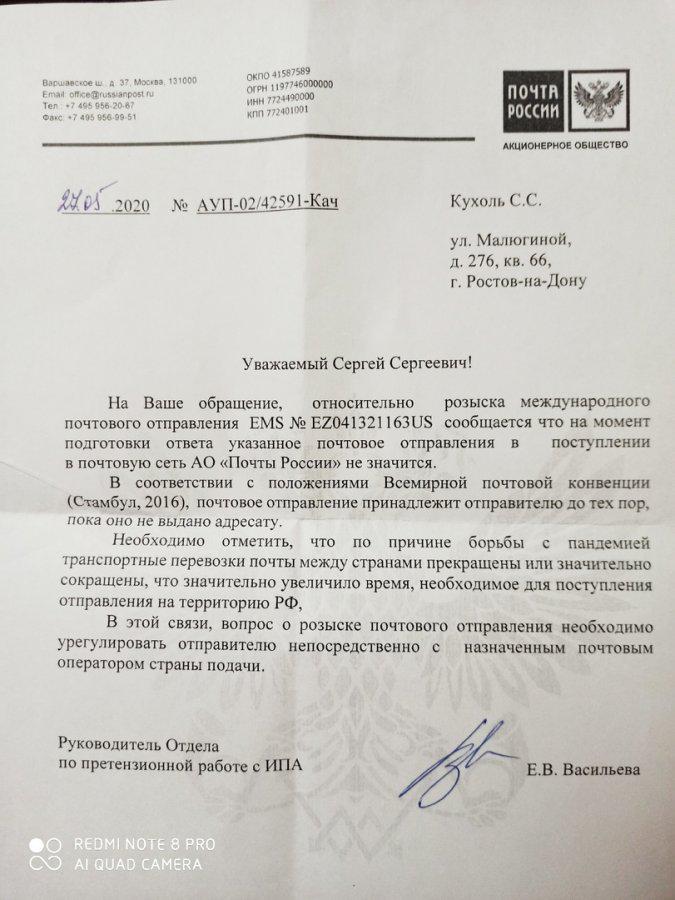 Варшавское ш., д. 37, Москва, 131000
Email: office@russianpost.ru
Тел.: +7 495 956-20-67
Факс: +7 495 956-99-51
ОКПО 41587589
ОГРН 1197746000000
ИНН 7724490000
КПП 772401001
ПОЧТА
РОССИИ
АКЦИОНЕРНОЕ ОБЩЕСТВО
27.05 .2020 № АУП-02/42591-Кач
Кухоль С.С.
ул. Малюгиной,
д. 276, кв. 66,
г. Ростов-на-Дону
Уважаемый Сергей Сергеевич!
На Ваше обращение, относительно розыска международного
почтового отправления EMS № EZ041321163US сообщается что на момент
подготовки ответа указанное почтовое отправления в поступлении
в почтовую сеть АО «Почты России» не значится.
В соответствии с положениями Всемирной почтовой конвенции
(Стамбул, 2016), почтовое отправление принадлежит отправителю до тех пор,
пока оно не выдано адресату.
Необходимо отметить, что по причине борьбы с пандемией
транспортные перевозки почты между странами прекращены или значительно
сокращены, что значительно увеличило время, необходимое для поступления
отправления на территорию РФ,
В этой связи, вопрос о розыске почтового отправления необходимо
урегулировать отправителю непосредственно с назначенным почтовым
оператором страны подачи.
Руководитель Отдела
по претензионной работе с ИПА
Е.В. Васильева
REDMI NOTE 8 PRO
AI QUAD CAMERA